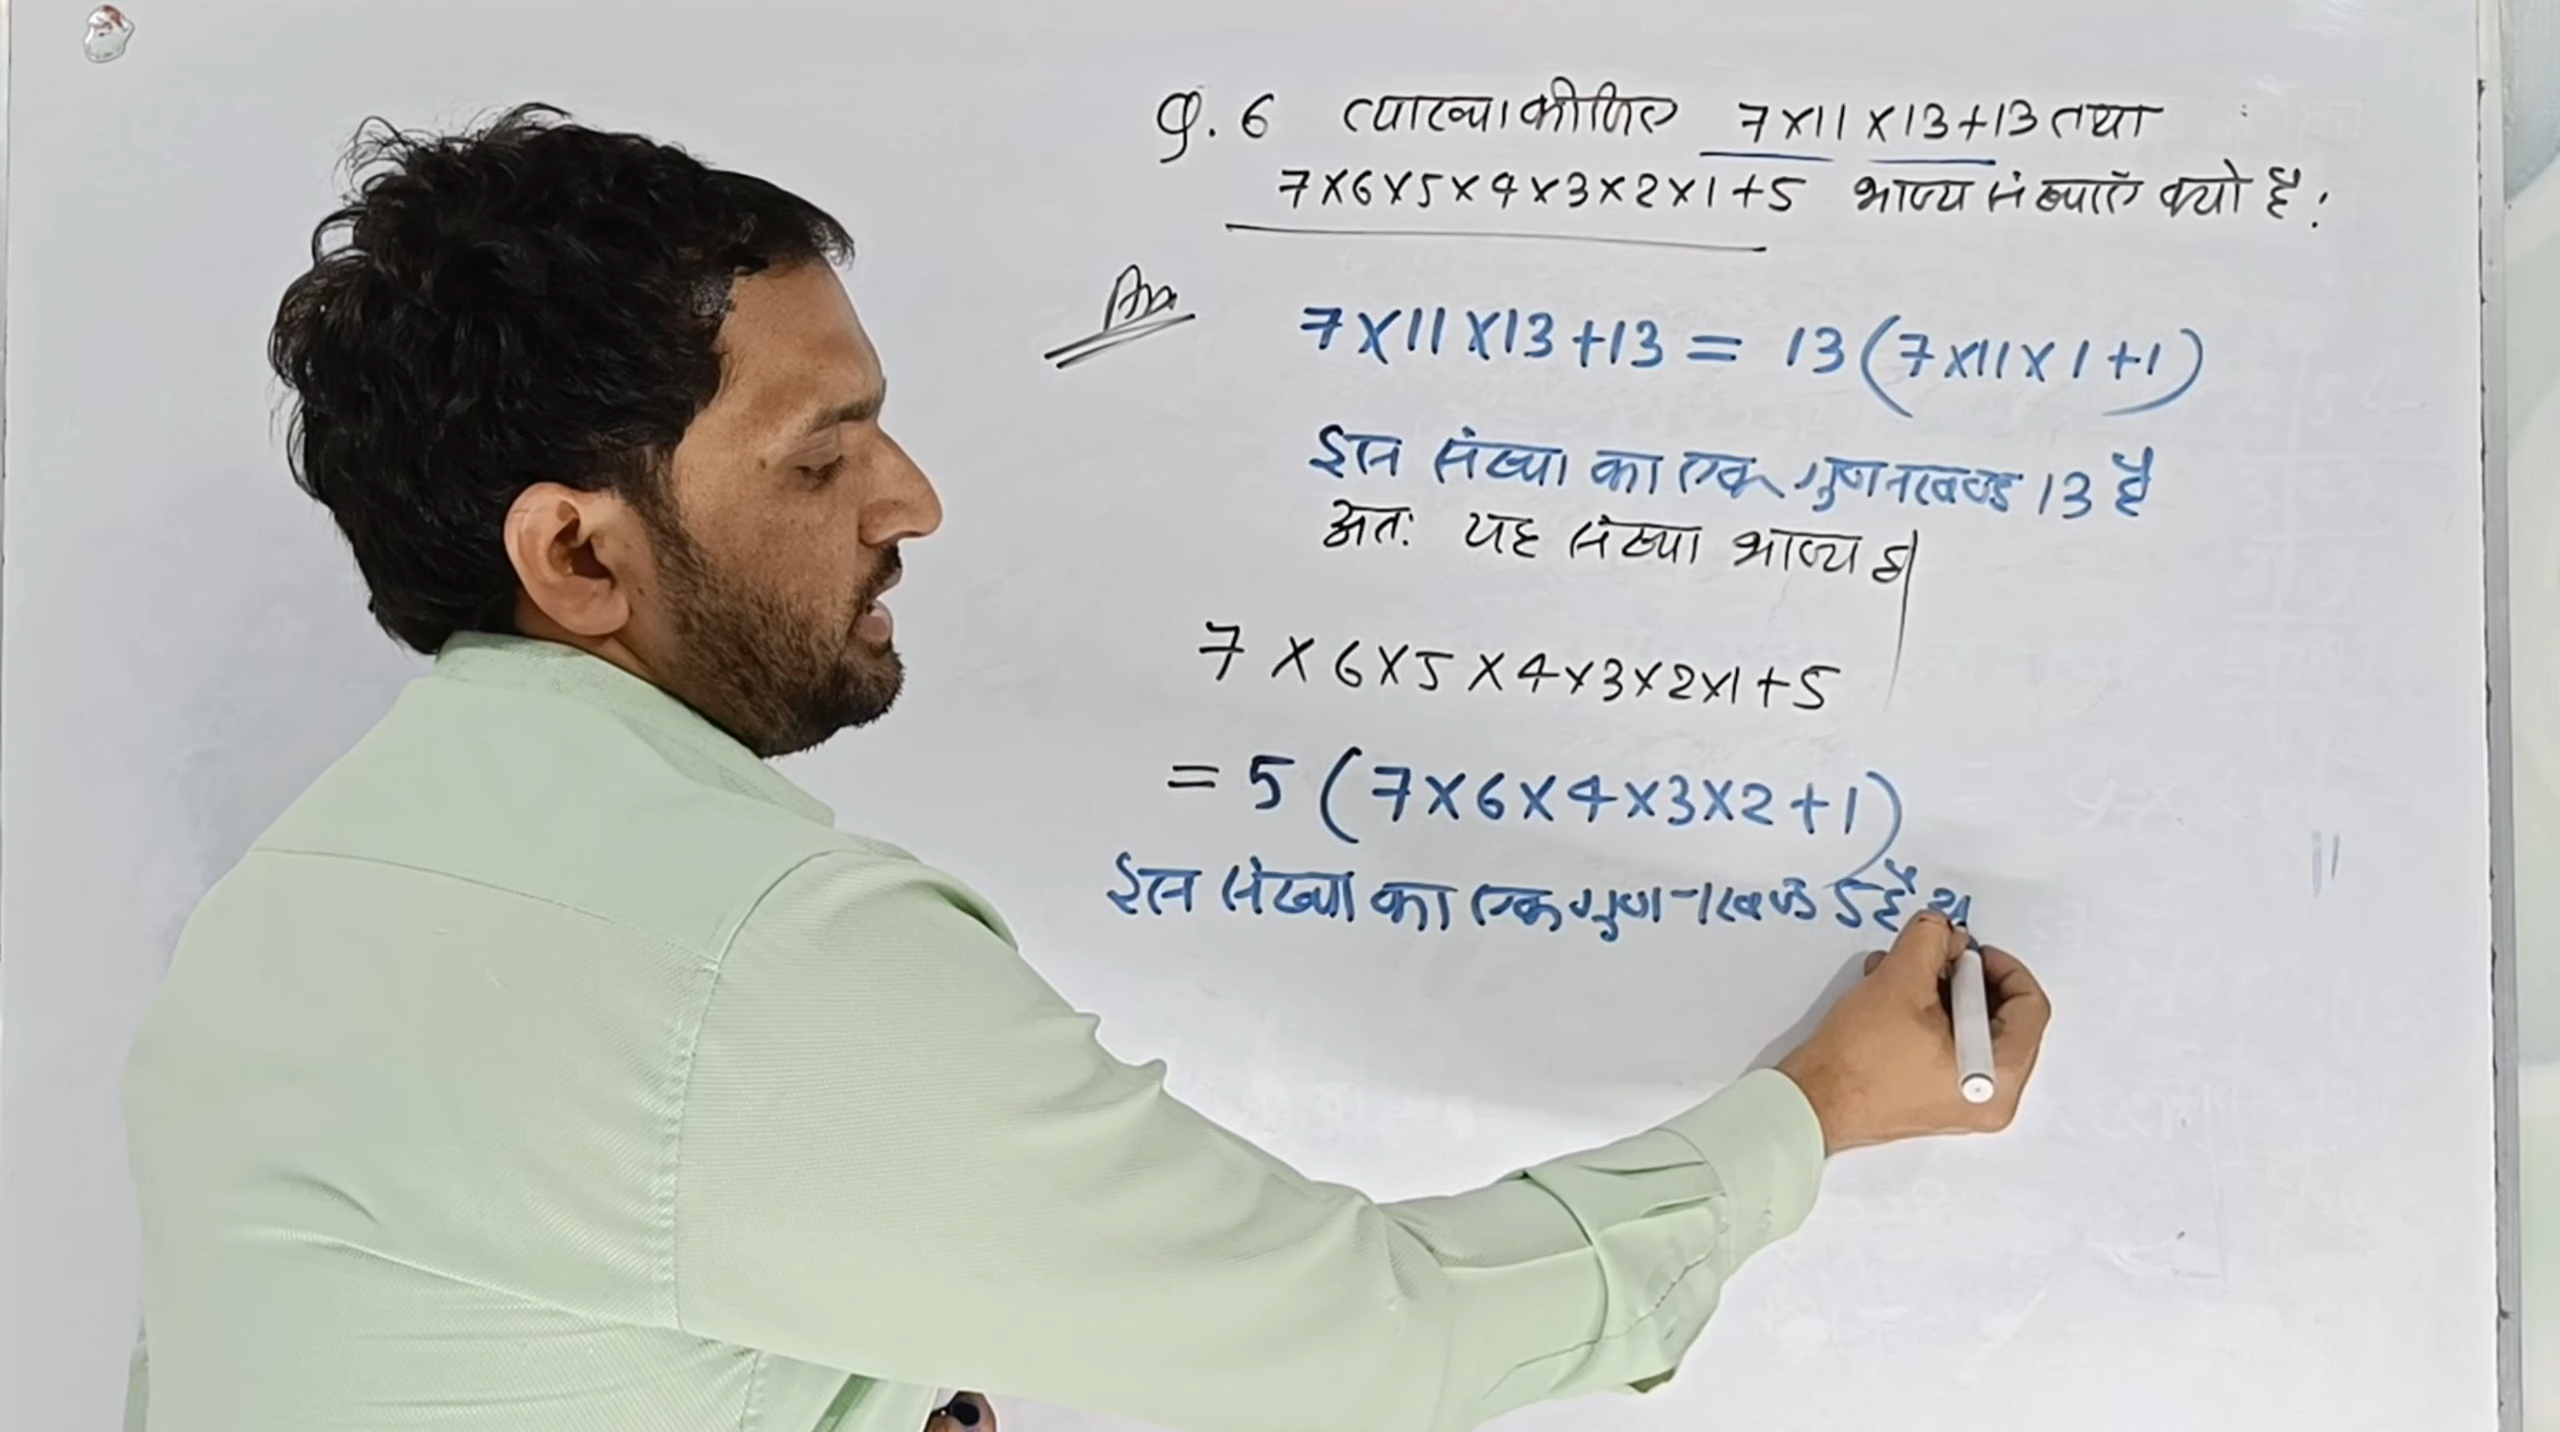 Q. 6 व्याख्या कीजिए 7×11×13+13 तथा
7×6×5×4×3×2×1+5 भाज्य संख्याएँ क्यो है:
Ans
7×11×13+13 = 13(7×11×1+1)
इस संख्या का एक गुणनखण्ड 13 है
अत: यह संख्या भाज्य है|
7×6×5×4×3×2×1+5
= 5(7×6×4×3×2+1)
इस संख्या का एक गुणनखण्ड 5 है अ